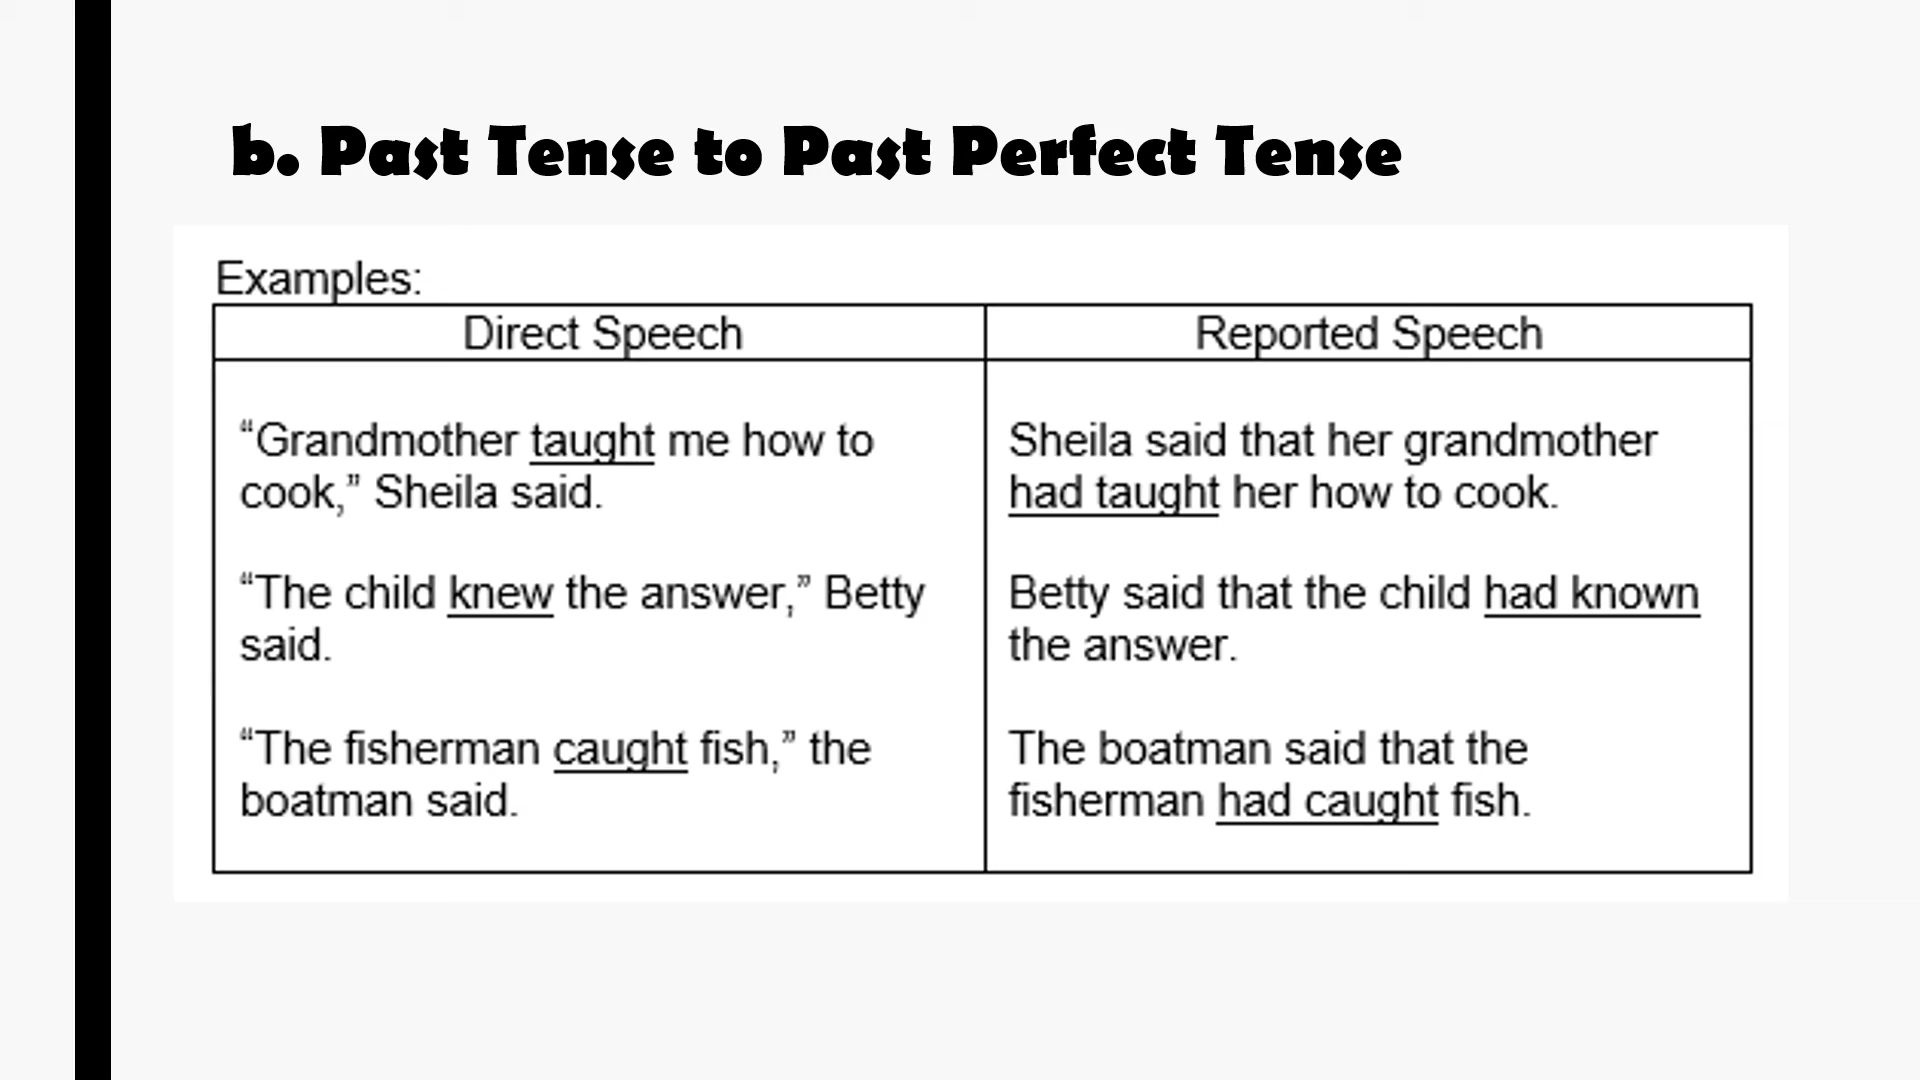 b. Past Tense to Past Perfect Tense
Examples:
Direct Speech
Reported Speech
“Grandmother taught me how to
cook,” Sheila said.
Sheila said that her grandmother
had taught her how to cook.
“The child knew the answer,” Betty
said.
Betty said that the child had known
the answer.
“The fisherman caught fish,” the
boatman said.
The boatman said that the
fisherman had caught fish.